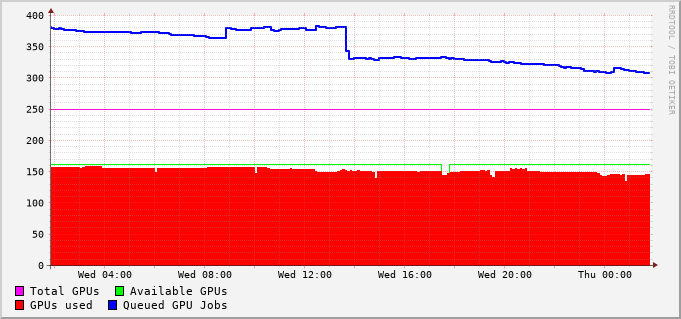 400
350
300
250
200
150
100
50
0
Wed 04:00 Wed 08:00 Wed 12:00 Wed 16:00 Wed 20:00 Thu 00:00
Total GPUs Available GPUs
GPUs used Queued GPU Jobs
RRDTOOL / TOBI OETIKER